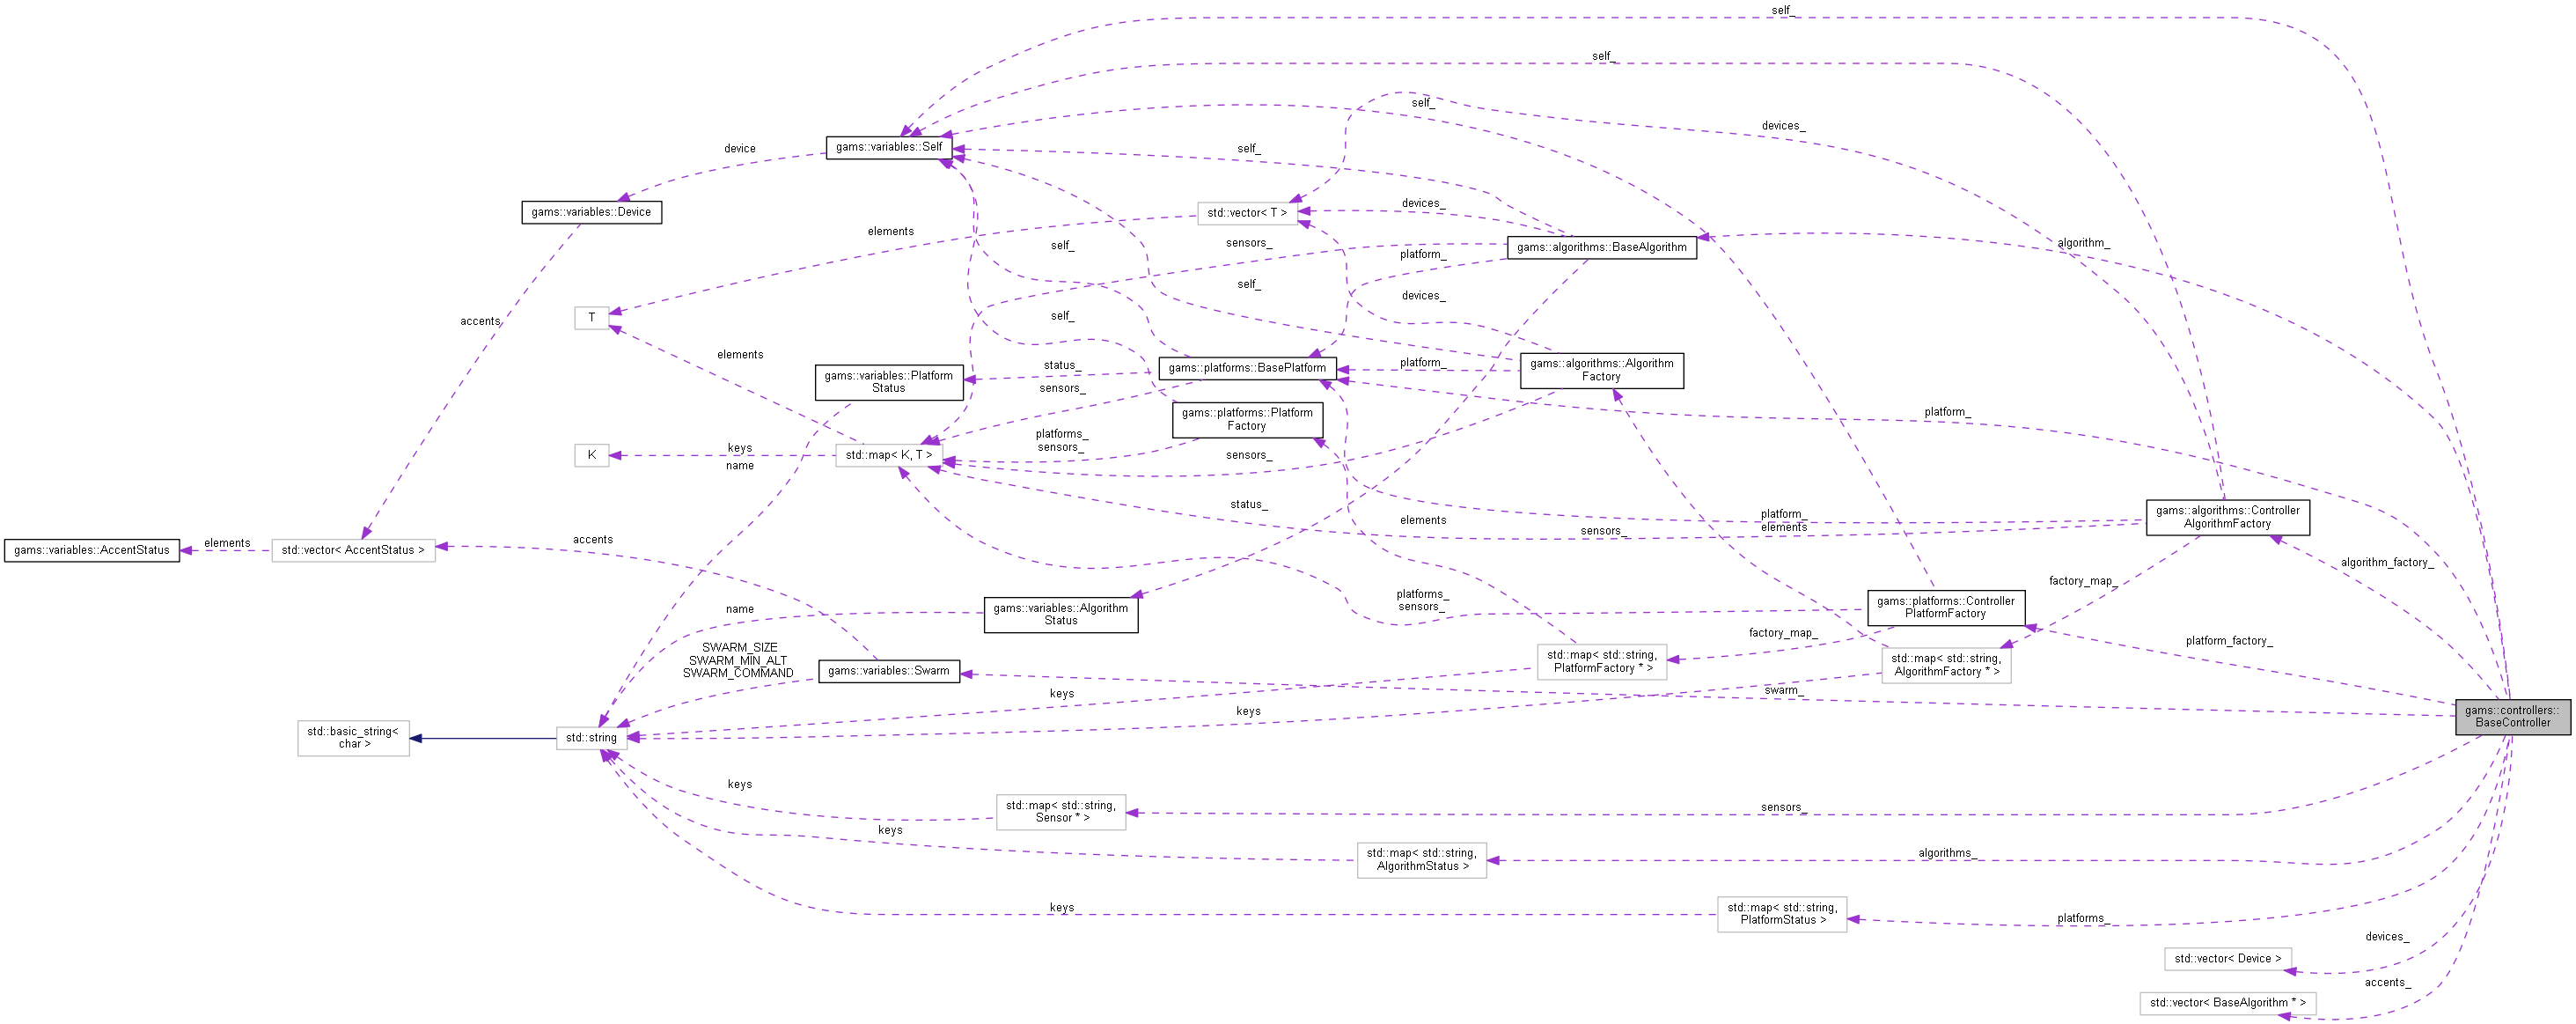 self_
self_
self_
devices_
gams::variables::Self
device
self_
gams::variables::Device
std::vector< T >
devices_
elements
sensors_
gams::algorithms::BaseAlgorithm
algorithm_
self_
platform_
self_
devices_
T
accents
self_
elements
gams::variables::Platform
Status
status_
gams::platforms::BasePlatform
platform_
gams::algorithms::Algorithm
Factory
sensors_
gams::platforms::Platform
Factory
platform_
platforms_
sensors_
K
keys
std::map< K, T >
sensors_
name
status_
gams::algorithms::Controller
AlgorithmFactory
platform_
elements
elements
sensors_
gams::variables::AccentStatus
elements
std::vector< AccentStatus >
accents
algorithm_factory_
factory_map_
platforms_
sensors_
gams::platforms::Controller
PlatformFactory
name
gams::variables::Algorithm
Status
factory_map_
platform_factory_
SWARM_SIZE
SWARM_MIN_ALT
SWARM_COMMAND
gams::variables::Swarm
std::map< std::string,
PlatformFactory * >
std::map< std::string,
AlgorithmFactory * >
keys
swarm_
keys
gams::controllers::
BaseController
std::basic_string<
char >
std::string
keys
std::map< std::string,
Sensor * >
sensors_
keys
std::map< std::string,
AlgorithmStatus >
algorithms_
keys
std::map< std::string,
PlatformStatus >
platforms_
devices_
std::vector< Device >
accents_
std::vector< BaseAlgorithm * >